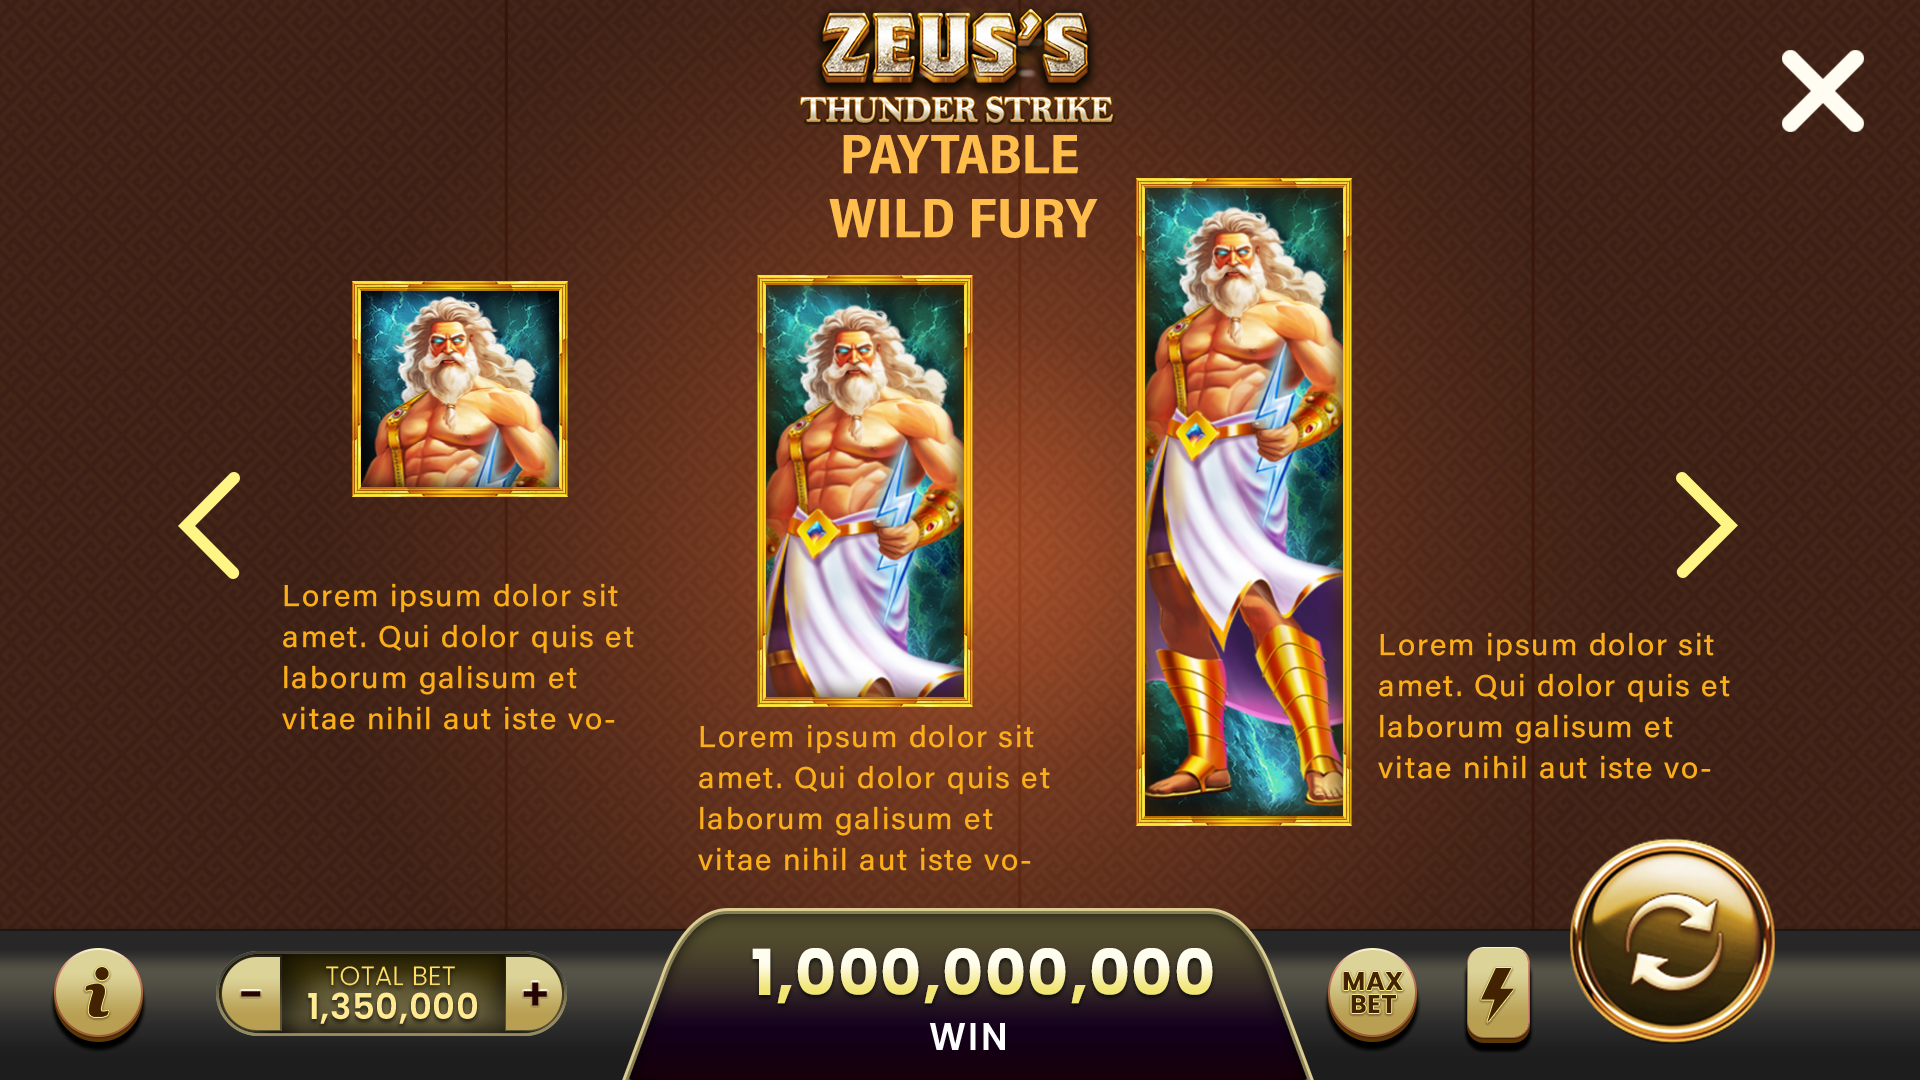 ZEUS'S
THUNDER STRIKE
PAYTABLE
WILD FURY
Lorem ipsum dolor sit
amet. Qui dolor quis et
laborum galisum et
vitae nihil aut iste vo-
Lorem ipsum dolor sit
amet. Qui dolor quis et
laborum galisum et
vitae nihil aut iste vo-
Lorem ipsum dolor sit
amet. Qui dolor quis et
laborum galisum et
vitae nihil aut iste vo-
i
-
TOTAL BET
1,350,000
+
1,000,000,000
WIN
MAX
BET